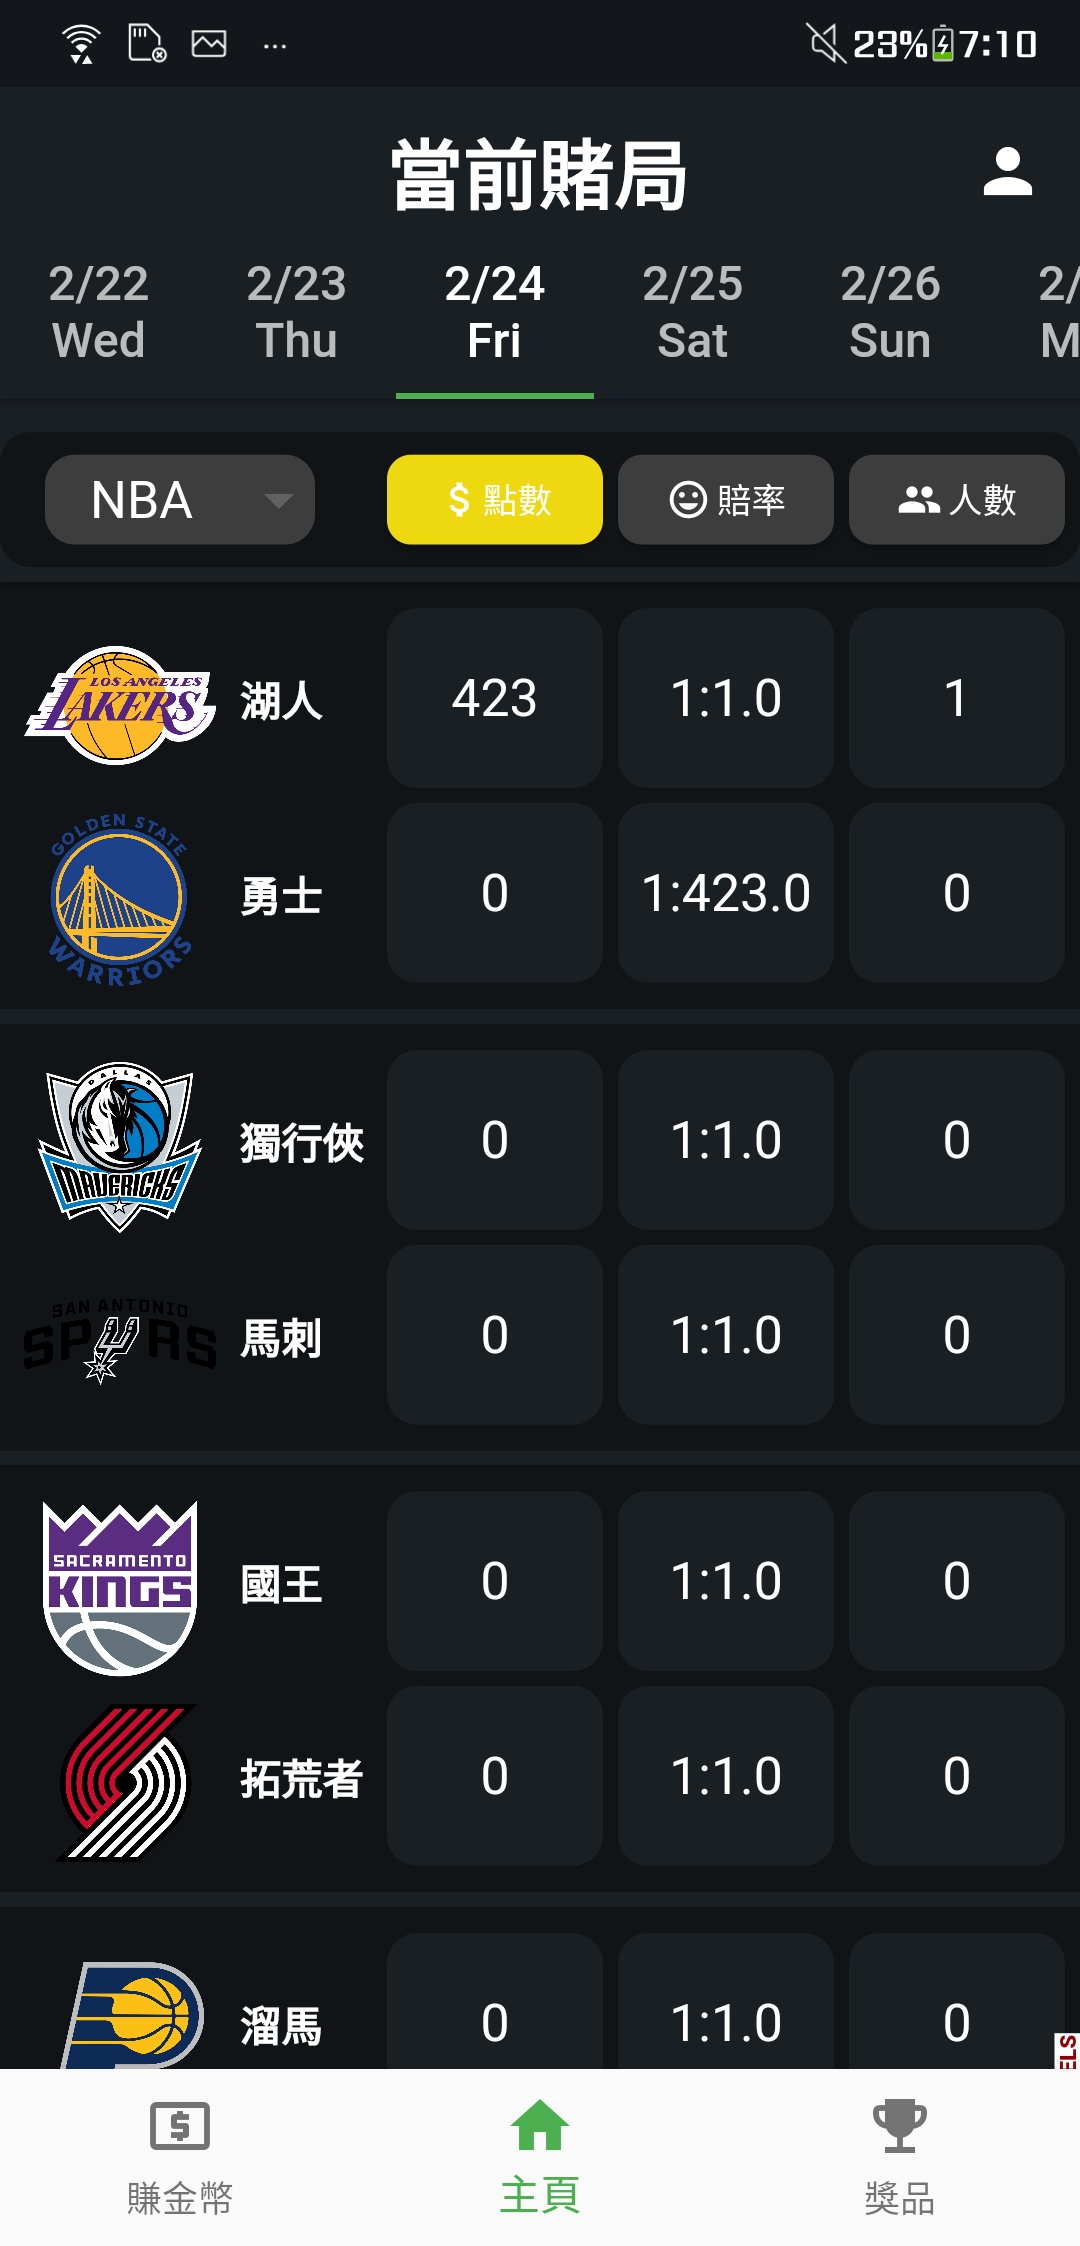 23% 7:10
當前賭局
2/22 2/23 2/24 2/25 2/26 2/
Wed Thu Fri Sat Sun M
NBA 點數 賠率 人數
LOS ANGELES
LAKERS
湖人 423 1:1.0 1
GOLDEN STATE
WARRIORS
勇士 0 1:423.0 0
DALLAS
MAVERICKS
獨行俠 0 1:1.0 0
SAN ANTONIO
SPURS
馬刺 0 1:1.0 0
SACRAMENTO
KINGS
國王 0 1:1.0 0
拓荒者 0 1:1.0 0
溜馬 0 1:1.0 0
ELS
賺金幣 主頁 獎品